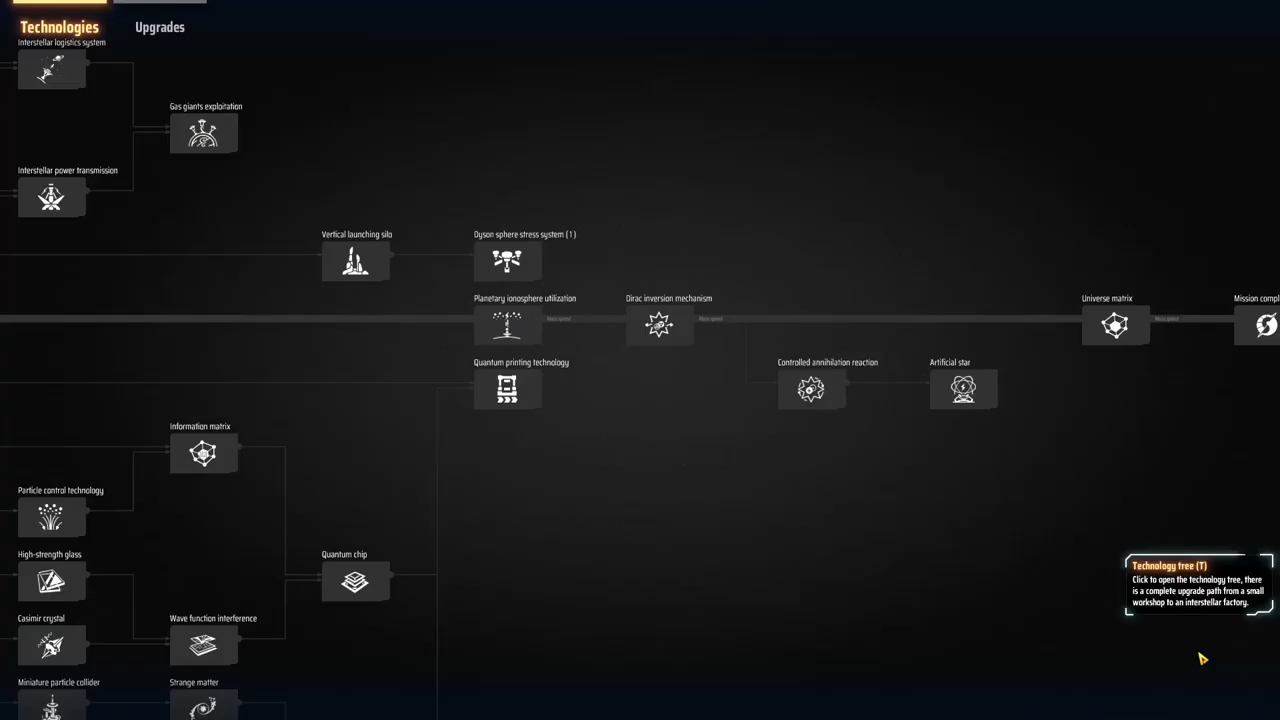 Technologies
Upgrades
Interstellar logistics system
Gas giants exploitation
Interstellar power transmission
Vertical launching silo
Dyson sphere stress system (1)
Planetary ionosphere utilization
Dirac inversion mechanism
Universe matrix
Mission compl
Quantum printing technology
Controlled annihilation reaction
Artificial star
Information matrix
Particle control technology
High-strength glass
Quantum chip
Technology tree (T)
Click to open the technology tree, there
is a complete upgrade path from a small
workshop to an interstellar factory.
Casimir crystal
Wave function interference
Miniature particle collider
Strange matter